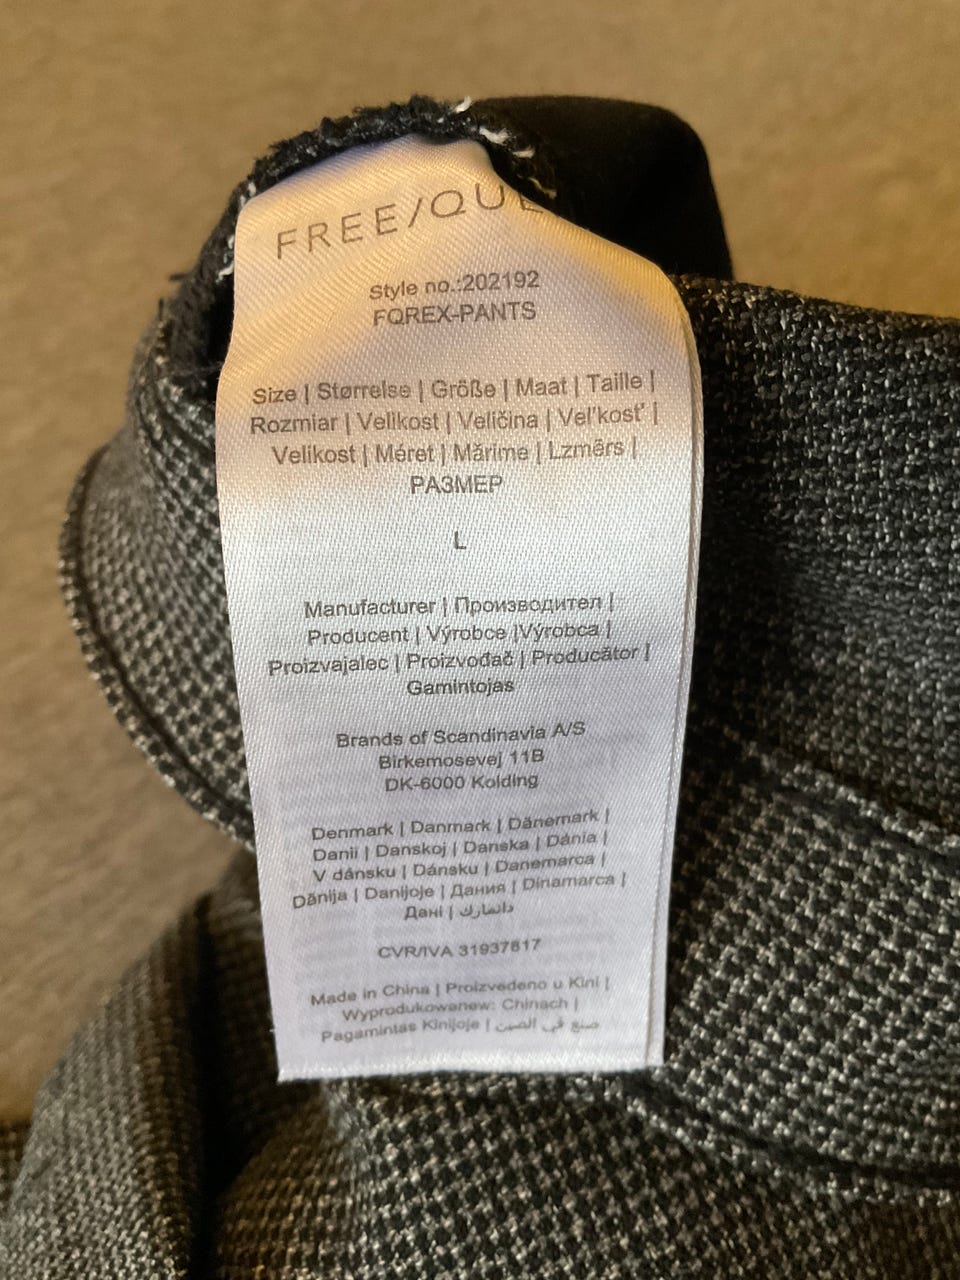 FREE/QUE
Style no.:202192
FQREX-PANTS
Size | Størrelse | Größe | Maat | Taille |
Rozmiar | Velikost | Veličina | Veľkosť |
Velikost | Méret | Mărime | Lzmērs |
РАЗМЕР
L
Manufacturer | Производител |
Producent | Výrobce |Výrobca |
Proizvajalec | Proizvođač | Producător |
Gamintojas
Brands of Scandinavia A/S
Birkemosevej 11B
DK-6000 Kolding
Denmark | Danmark | Dänemark |
Danii | Danskoj | Danska | Dánia |
V dánsku | Dánsku | Danemarca |
Dānija | Danijoje | Дания | Dinamarca |
Дані | دانمارك
CVR/IVA 31937817
Made in China | Proizvedeno u Kini |
Wyprodukowanew: Chinach |
Pagamintas Kinijoje | صنع في الصين